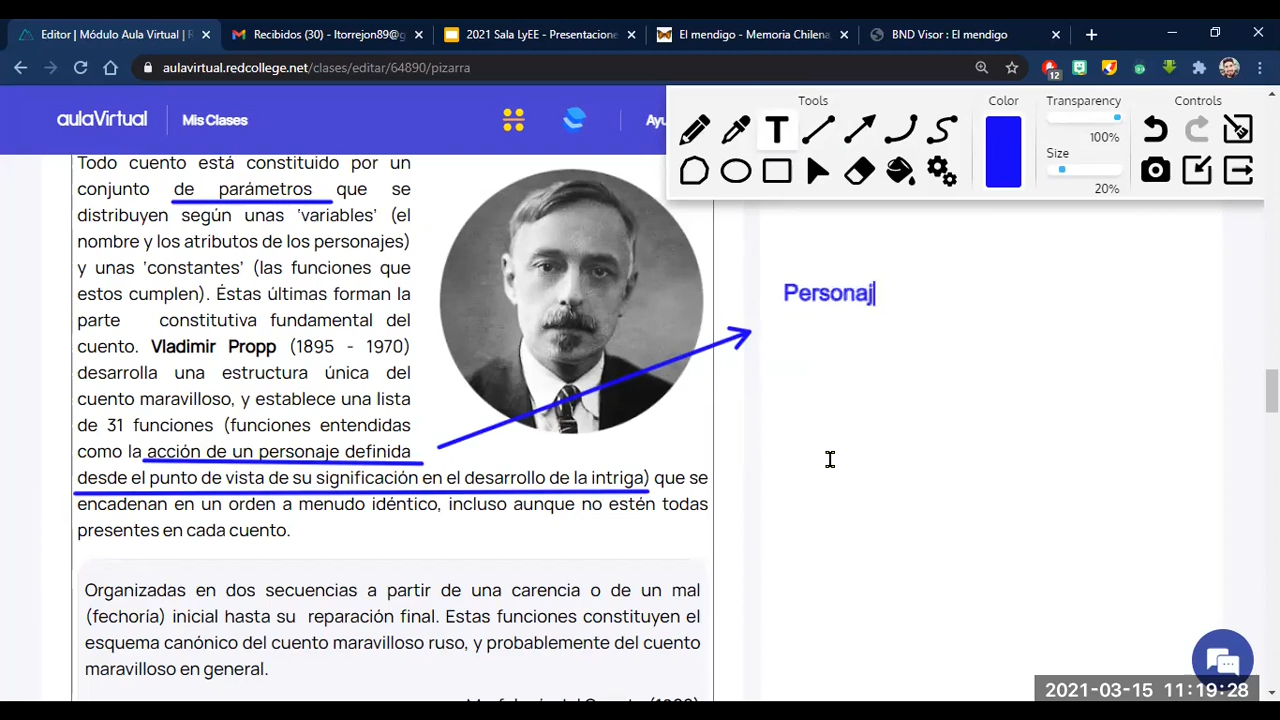 Editor | Módulo Aula Virtual | R
Recibidos (30) - ltorrejon89@g
2021 Sala LyEE - Presentacione
El mendigo - Memoria Chilena
BND Visor : El mendigo
aulavirtual.redcollege.net/clases/editar/64890/pizarra
12
aulaVirtual
Mis Clases
Ayu
Tools
Color
Transparency
Controls
T
100%
Size
20%
Todo cuento está constituido por un
conjunto de parámetros que se
distribuyen según unas 'variables' (el
nombre y los atributos de los personajes)
y unas 'constantes' (las funciones que
estos cumplen). Éstas últimas forman la
parte constitutiva fundamental del
cuento. Vladimir Propp (1895 - 1970)
desarrolla una estructura única del
cuento maravilloso, y establece una lista
de 31 funciones (funciones entendidas
como la acción de un personaje definida
desde el punto de vista de su significación en el desarrollo de la intriga) que se
encadenan en un orden a menudo idéntico, incluso aunque no estén todas
presentes en cada cuento.
Personaj
Organizadas en dos secuencias a partir de una carencia o de un mal
(fechoría) inicial hasta su reparación final. Estas funciones constituyen el
esquema canónico del cuento maravilloso ruso, y probablemente del cuento
maravilloso en general.
2021-03-15 11:19:28